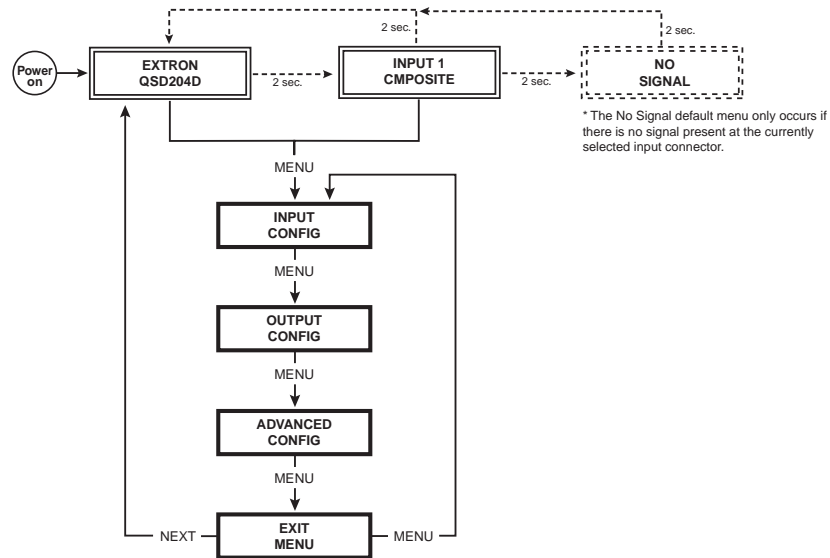 2 sec.
2 sec.
Power
on
EXTRON
QSD204D
2 sec.
INPUT 1
CMPOSITE
2 sec.
NO
SIGNAL
* The No Signal default menu only occurs if
there is no signal present at the currently
selected input connector.
MENU
INPUT
CONFIG
MENU
OUTPUT
CONFIG
MENU
ADVANCED
CONFIG
MENU
NEXT
EXIT
MENU
MENU